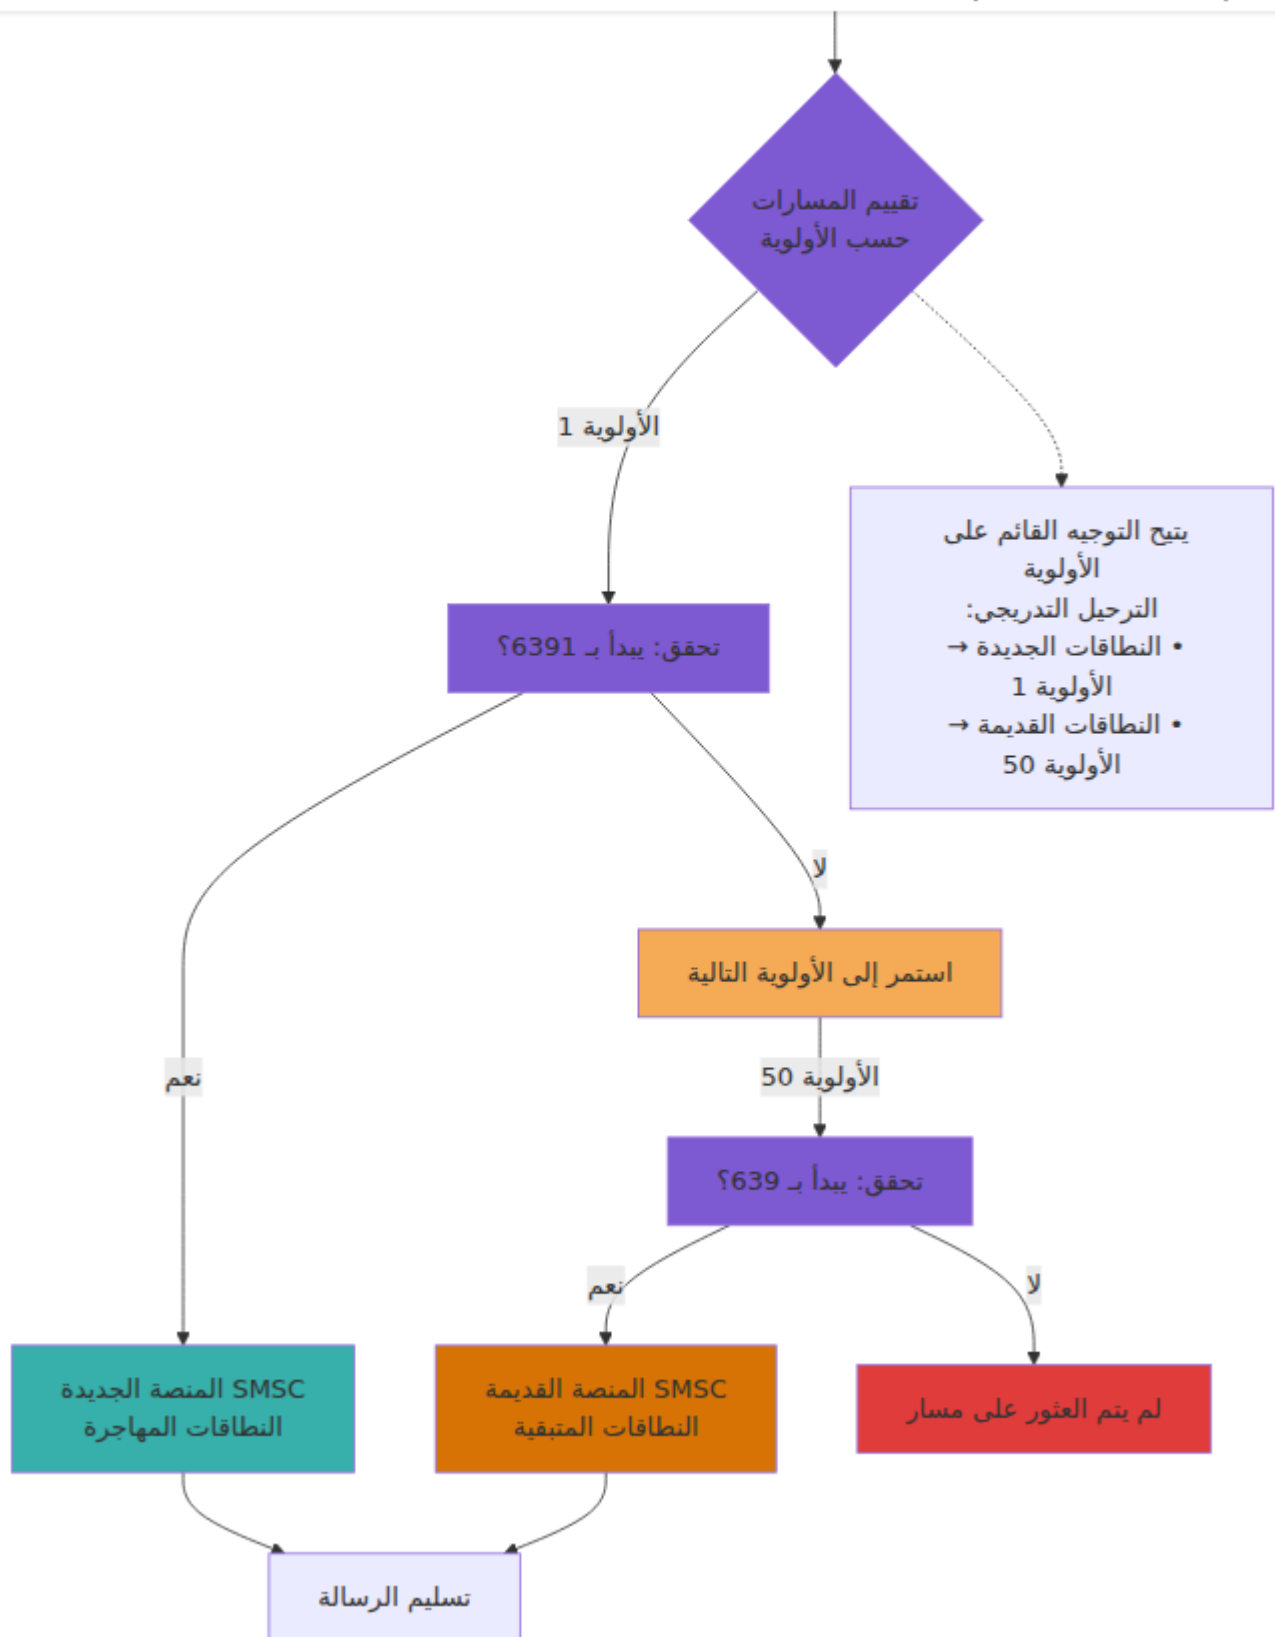 تقييم المسارات
حسب الأولوية
الأولوية 1
يتيح التوجيه القائم على
الأولوية
الترحيل التدريجي:
• النطاقات الجديدة →
الأولوية 1
• النطاقات القديمة →
الأولوية 50
تحقق: يبدأ بـ 6391؟
لا
استمر إلى الأولوية التالية
نعم
الأولوية 50
تحقق: يبدأ بـ 639؟
نعم
لا
SMSC المنصة الجديدة
النطاقات المهاجرة
SMSC المنصة القديمة
النطاقات المتبقية
لم يتم العثور على مسار
تسليم الرسالة